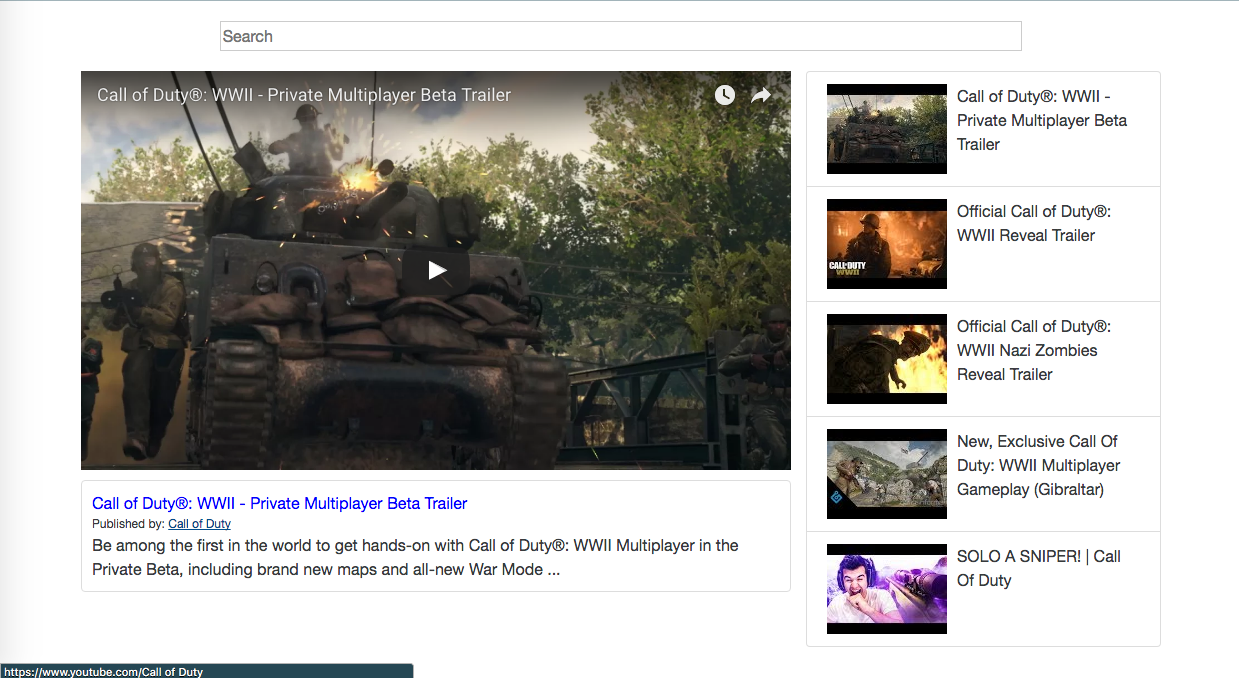 Search
Call of Duty®: WWII - Private Multiplayer Beta Trailer
Call of Duty®: WWII - Private Multiplayer Beta Trailer
Published by: Call of Duty
Be among the first in the world to get hands-on with Call of Duty®: WWII Multiplayer in the
Private Beta, including brand new maps and all-new War Mode ...
Call of Duty®: WWII -
Private Multiplayer Beta
Trailer
CALL OF DUTY
WWII
Official Call of Duty®:
WWII Reveal Trailer
Official Call of Duty®:
WWII Nazi Zombies
Reveal Trailer
New, Exclusive Call Of
Duty: WWII Multiplayer
Gameplay (Gibraltar)
SOLO A SNIPER! | Call
Of Duty
https://www.youtube.com/Call of Duty